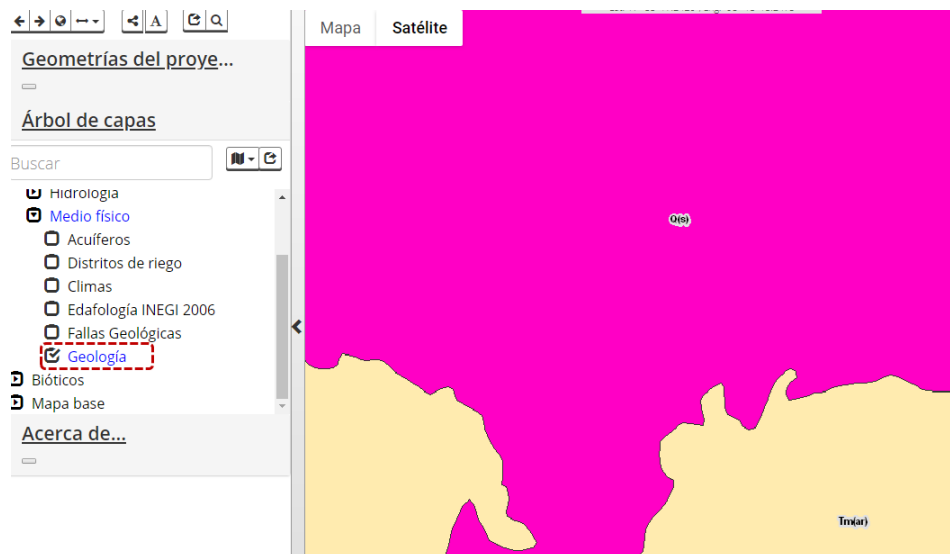 A
Geometrías del proye...
Árbol de capas
Buscar
Hidrología
Medio físico
Acuíferos
Distritos de riego
Climas
Edafología INEGI 2006
Fallas Geológicas
Geología
Bióticos
Mapa base
Acerca de...
Mapa Satélite
Q(s)
Tm(ar)